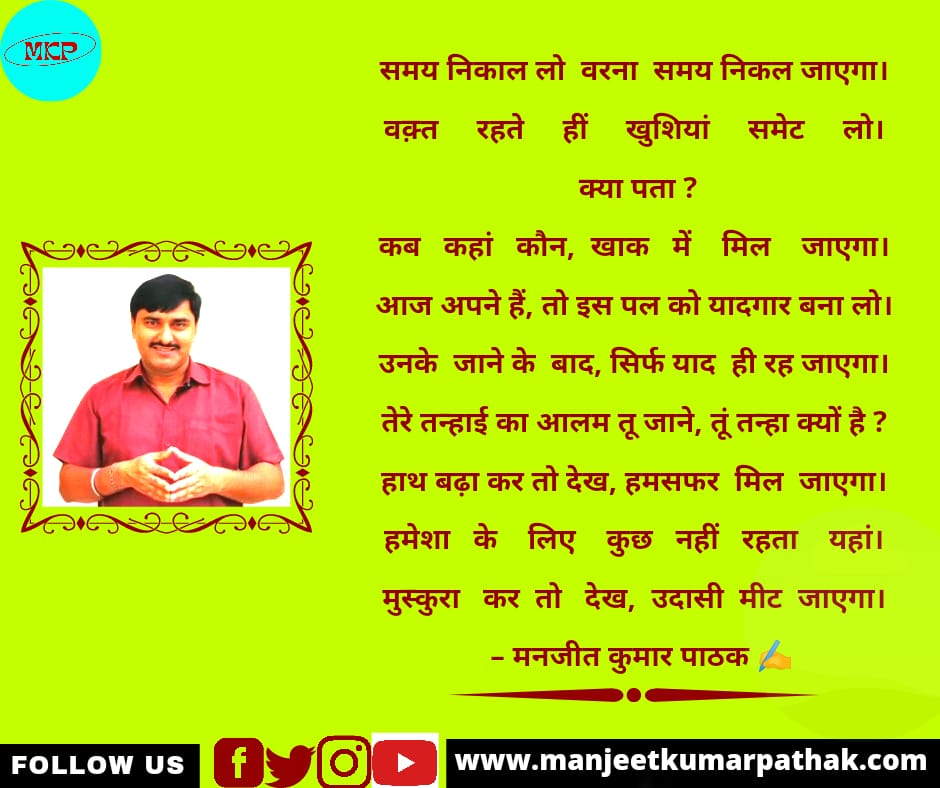 MKP
समय निकाल लो वरना समय निकल जाएगा।
वक़्त रहते हीं खुशियां समेट लो।
क्या पता ?
कब कहां कौन, खाक में मिल जाएगा।
आज अपने हैं, तो इस पल को यादगार बना लो।
उनके जाने के बाद, सिर्फ याद ही रह जाएगा।
तेरे तन्हाई का आलम तू जाने, तूं तन्हा क्यों है ?
हाथ बढ़ा कर तो देख, हमसफर मिल जाएगा।
हमेशा के लिए कुछ नहीं रहता यहां।
मुस्कुरा कर तो देख, उदासी मीट जाएगा।
– मनजीत कुमार पाठक ✍️
FOLLOW US
www.manjeetkumarpathak.com